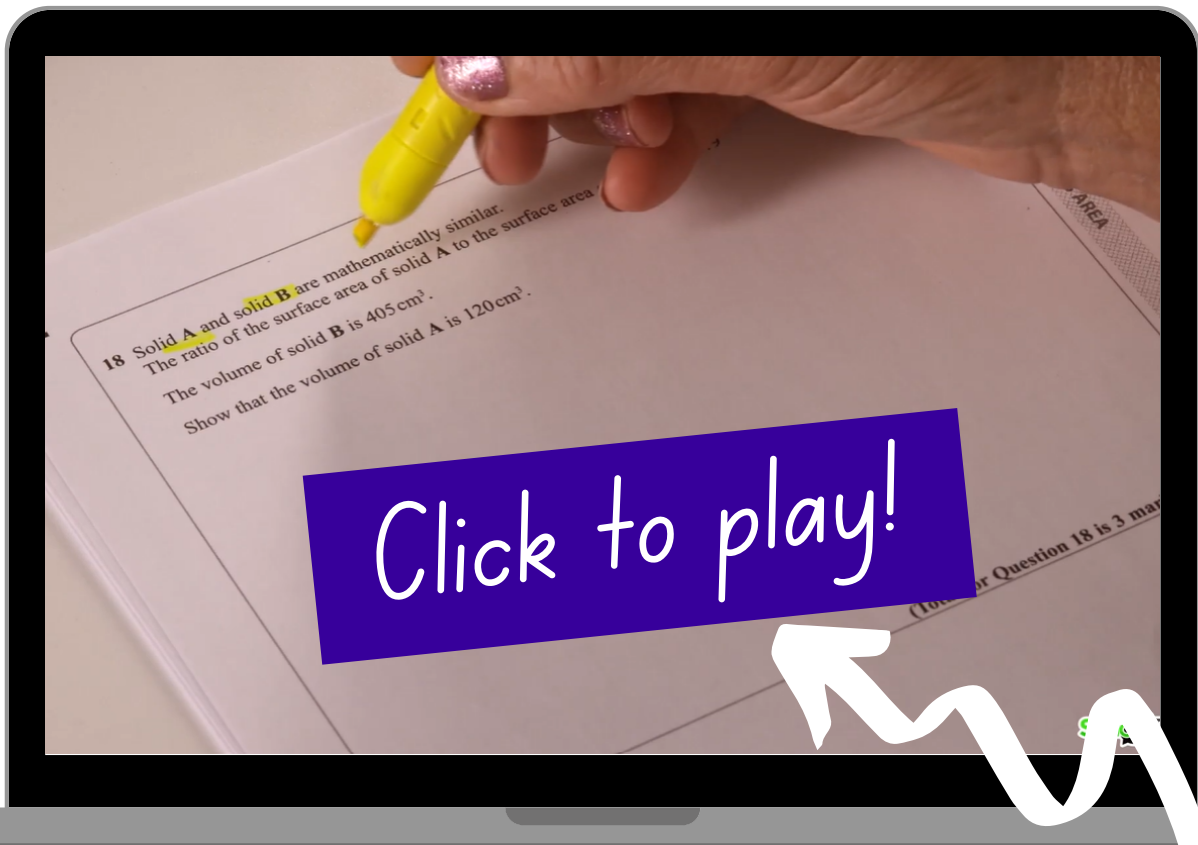 18 Solid A and solid B are mathematically similar.
The ratio of the surface area of solid A to the surface area
The volume of solid B is 405 cm³.
Show that the volume of solid A is 120 cm³.
AREA
Click to play!
Question 18 is 3